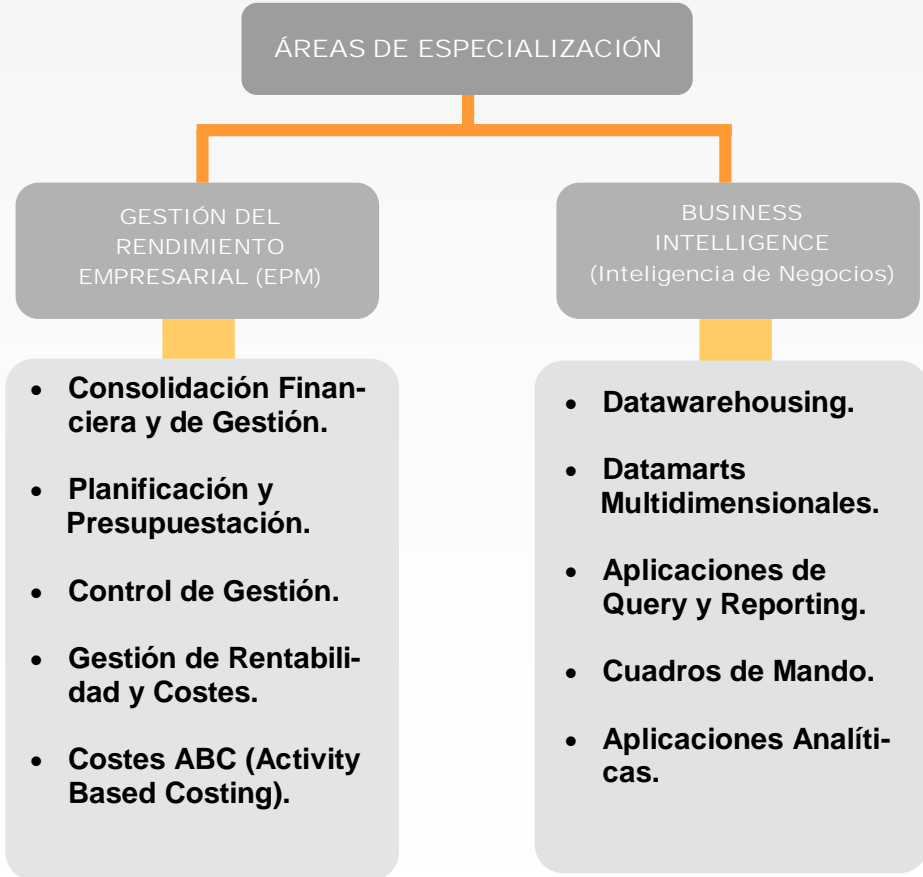 ÁREAS DE ESPECIALIZACIÓN
GESTIÓN DEL
RENDIMIENTO
EMPRESARIAL (EPM)
• Consolidación Finan-
ciera y de Gestión.
• Planificación y
Presupuestación.
• Control de Gestión.
• Gestión de Rentabili-
dad y Costes.
• Costes ABC (Activity
Based Costing).
BUSINESS
INTELLIGENCE
(Inteligencia de Negocios)
• Datawarehousing.
• Datamarts
Multidimensionales.
• Aplicaciones de
Query y Reporting.
• Cuadros de Mando.
• Aplicaciones Analíti-
cas.